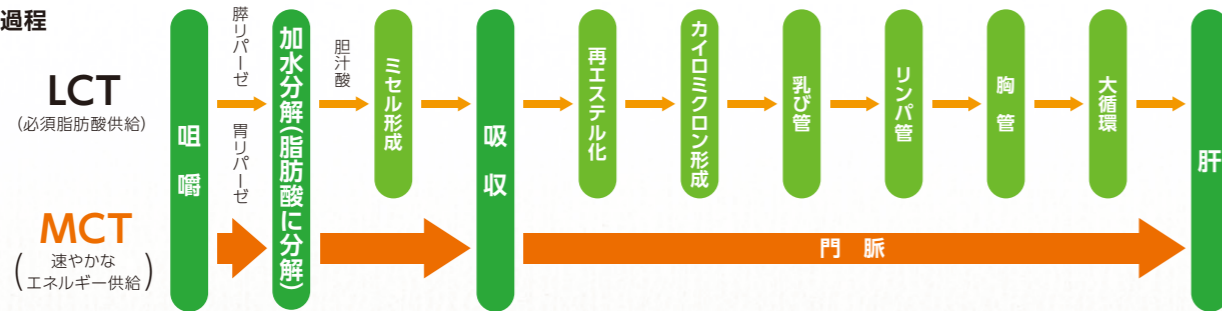 過程
LCT
(必須脂肪酸供給)
MCT
(速やかな
エネルギー供給)
咀嚼
膵リパーゼ
胃リパーゼ
加水分解(脂肪酸に分解)
胆汁酸
ミセル形成
吸収
再エステル化
カイロミクロン形成
乳び管
リンパ管
胸管
大循環
門脈
肝